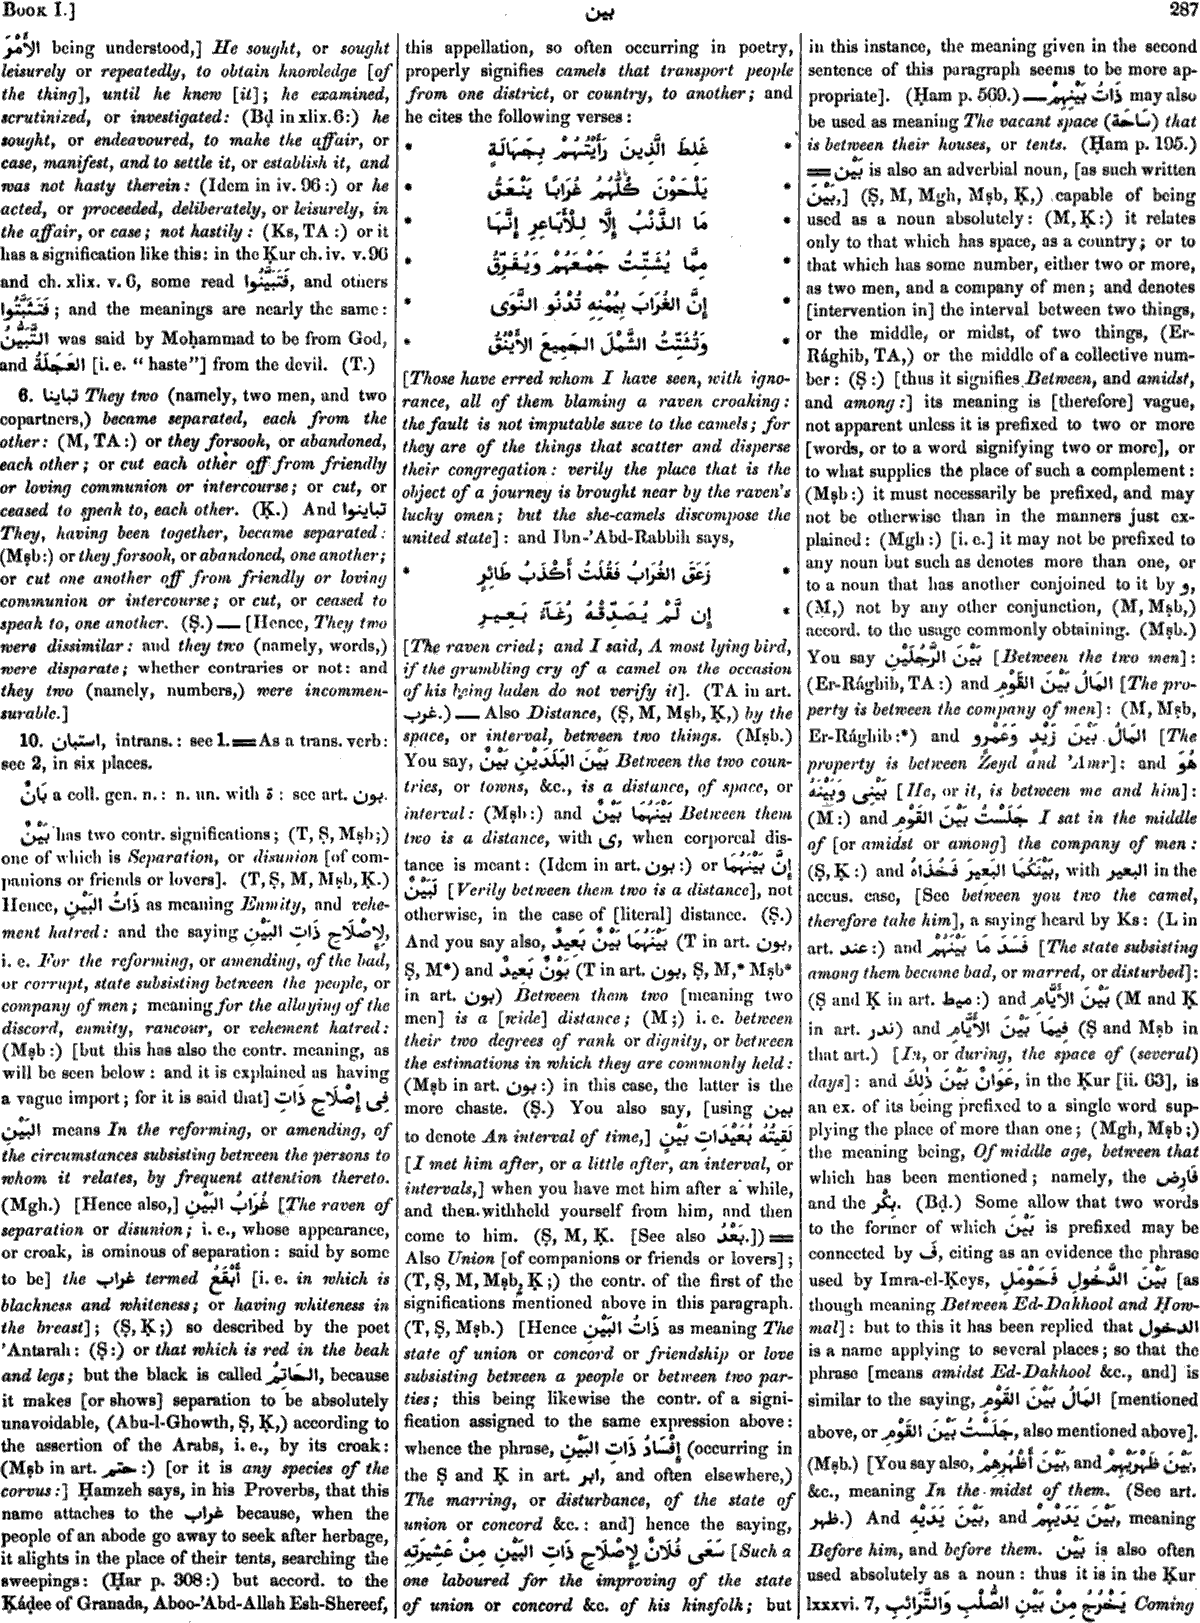 Book I.]
بين
287
الأَمْرَ being understood,] He sought, or sought
leisurely or repeatedly, to obtain knowledge [of
the thing], until he knew [it]; he examined,
scrutinized, or investigated: (Bḍ in xlix. 6:) he
sought, or endeavoured, to make the affair, or
case, manifest, and to settle it, or establish it, and
was not hasty therein: (Idem in iv. 96:) or he
acted, or proceeded, deliberately, or leisurely, in
the affair, or case; not hastily: (Ks, TA:) or it
has a signification like this: in the Ḳur ch. iv. v. 96
and ch. xlix. v. 6, some read فَتَبَيَّنُوا, and others
فَتَثَبَّتُوا; and the meanings are nearly the same:
التَّبَيُّنُ was said by Moḥammad to be from God,
and العَجَلَةُ [i. e. “haste”] from the devil. (T.)
6. تباينا They two (namely, two men, and two
copartners,) became separated, each from the
other: (M, TA:) or they forsook, or abandoned,
each other; or cut each other off from friendly
or loving communion or intercourse; or cut, or
ceased to speak to, each other. (Ḳ.) And تباينوا
They, having been together, became separated:
(Mṣb:) or they forsook, or abandoned, one another;
or cut one another off from friendly or loving
communion or intercourse; or cut, or ceased to
speak to, one another. (Ṣ.) — [Hence, They two
were dissimilar: and they two (namely, words,)
were disparate; whether contraries or not: and
they two (namely, numbers,) were incommen-
surable.]
10. استبان, intrans.: see 1. = As a trans. verb:
see 2, in six places.
بَانٌ a coll. gen. n.: n. un. with ة: see art. بون.
بَيْنٌ has two contr. significations; (T, Ṣ, Mṣb;)
one of which is Separation, or disunion [of com-
panions or friends or lovers]. (T, Ṣ, M, Mṣb, Ḳ.)
Hence, ذَاتُ البَيْنِ as meaning Enmity, and vehe-
ment hatred: and the saying لِإِصْلَاحِ ذَاتِ البَيْنِ,
i. e. For the reforming, or amending, of the bad,
or corrupt, state subsisting between the people, or
company of men; meaning for the allaying of the
discord, enmity, rancour, or vehement hatred:
(Mṣb:) [but this has also the contr. meaning, as
will be seen below: and it is explained as having
a vague import; for it is said that] فِى إِصْلَاحِ ذَاتِ
البَيْنِ means In the reforming, or amending, of
the circumstances subsisting between the persons to
whom it relates, by frequent attention thereto.
(Mgh.) [Hence also,] غُرَابُ البَيْنِ [The raven of
separation or disunion; i. e., whose appearance,
or croak, is ominous of separation: said by some
to be] the غراب termed أَبْقَعُ [i. e. in which is
blackness and whiteness; or having whiteness in
the breast]; (Ṣ, Ḳ;) so described by the poet
’Antarah: (Ṣ:) or that which is red in the beak
and legs; but the black is called الحَاتِمُ, because
it makes [or shows] separation to be absolutely
unavoidable, (Abu-l-Ghowth, Ṣ, Ḳ,) according to
the assertion of the Arabs, i. e., by its croak:
(Mṣb in art. حتم:) [or it is any species of the
corvus:] Ḥamzeh says, in his Proverbs, that this
name attaches to the غراب because, when the
people of an abode go away to seek after herbage,
it alights in the place of their tents, searching the
sweepings: (Ḥar p. 308:) but accord. to the
Ḳáḍee of Granada, Aboo-’Abd-Allah Esh-Shereef,
this appellation, so often occurring in poetry,
properly signifies camels that transport people
from one district, or country, to another; and
he cites the following verses:
* غَلِطَ الَّذِينَ رَأَيْتُهُمْ بِجَهَالَةٍ *
* يَلْحَوْنَ كُلُّهُمُ غُرَابًا يَنْعَقُ *
* مَا الذَّنْبُ إِلَّا لِلْأَبَاعِرِ إِنَّهَا *
* مِمَّا يُشَتِّتُ جَمْعَهُمْ وَيُفَرِّقُ *
* إِنَّ الغُرَابَ بِيُمْنِهِ تُدْنُو النَّوَى *
* وَتُشَتِّتُ الشَّمْلَ الجَمِيعَ الأَيْنُقُ *
[Those have erred whom I have seen, with igno-
rance, all of them blaming a raven croaking:
the fault is not imputable save to the camels; for
they are of the things that scatter and disperse
their congregation: verily the place that is the
object of a journey is brought near by the raven's
lucky omen; but the she-camels discompose the
united state]: and Ibn-’Abd-Rabbih says,
* زَعَقَ الغُرَابُ فَقُلْتُ أَكْذَبُ طَائِرٍ *
* إِن لَّمْ يُصَدِّقْهُ رُغَآءُ بَعِيرِ *
[The raven cried; and I said, A most lying bird,
if the grumbling cry of a camel on the occasion
of his being laden do not verify it]. (TA in art.
غرب.) — Also Distance, (Ṣ, M, Mṣb, Ḳ,) by the
space, or interval, between two things. (Mṣb.)
You say, بَيْنَ البَلَدَيْنِ بَيْنٌ Between the two coun-
tries, or towns, &c., is a distance, of space, or
interval: (Mṣb:) and بَيْنَهُمَا بَيْنٌ Between them
two is a distance, with ى, when corporeal dis-
tance is meant: (Idem in art. بون:) or إِنَّ بَيْنَهُمَا
لَبَيْنٌ [Verily between them two is a distance], not
otherwise, in the case of [literal] distance. (Ṣ.)
And you say also, بَيْنَهُمَا بَيْنٌ بَعِيدٌ (T in art. بون,
Ṣ, M*) and بَوْنٌ بَعِيدٌ (T in art. بون, Ṣ, M,* Mṣb*
in art. بون) Between them two [meaning two
men] is a [wide] distance; (M;) i. e. between
their two degrees of rank or dignity, or between
the estimations in which they are commonly held:
(Mṣb in art. بون:) in this case, the latter is the
more chaste. (Ṣ.) You also say, [using بين
to denote An interval of time,] لَقِيتُهُ بُعَيْدَاتِ بَيْنٍ
[I met him after, or a little after, an interval, or
intervals,] when you have met him after a while,
and then withheld yourself from him, and then
come to him. (Ṣ, M, Ḳ. [See also بَعْدُ.]) =
Also Union [of companions or friends or lovers];
(T, Ṣ, M, Mṣb, Ḳ;) the contr. of the first of the
significations mentioned above in this paragraph.
(T, Ṣ, Mṣb.) [Hence ذَاتُ البَيْنِ as meaning The
state of union or concord or friendship or love
subsisting between a people or between two par-
ties; this being likewise the contr. of a signi-
fication assigned to the same expression above:
whence the phrase, إِفْسَادُ ذَاتِ البَيْنِ (occurring in
the Ṣ and Ḳ in art. ابر, and often elsewhere,)
The marring, or disturbance, of the state of
union or concord &c.: and] hence the saying,
سَعَى فُلَانٌ لِإِصْلَاحِ ذَاتِ البَيْنِ مِنْ عَشِيرَتِهِ [Such a
one laboured for the improving of the state
of union or concord &c. of his kinsfolk; but
in this instance, the meaning given in the second
sentence of this paragraph seems to be more ap-
propriate]. (Ḥam p. 569.) — ذَاتُ بَيْنِهِمْ may also
be used as meaning The vacant space (سَاحَة) that
is between their houses, or tents. (Ḥam p. 195.)
= بَيْن is also an adverbial noun, [as such written
بَيْنَ,] (Ṣ, M, Mgh, Mṣb, Ḳ,) capable of being
used as a noun absolutely: (M, Ḳ:) it relates
only to that which has space, as a country; or to
that which has some number, either two or more,
as two men, and a company of men; and denotes
[intervention in] the interval between two things,
or the middle, or midst, of two things, (Er-
Rághib, TA,) or the middle of a collective num-
ber: (Ṣ:) [thus it signifies Between, and amidst,
and among:] its meaning is [therefore] vague,
not apparent unless it is prefixed to two or more
[words, or to a word signifying two or more], or
to what supplies the place of such a complement:
(Mṣb:) it must necessarily be prefixed, and may
not be otherwise than in the manners just ex-
plained: (Mgh:) [i. e.] it may not be prefixed to
any noun but such as denotes more than one, or
to a noun that has another conjoined to it by و,
(M,) not by any other conjunction, (M, Mṣb,)
accord. to the usage commonly obtaining. (Mṣb.)
You say بَيْنَ الرَّجُلَيْنِ [Between the two men]:
(Er-Rághib, TA:) and المَالُ بَيْنَ القَوْمِ [The pro-
perty is between the company of men]: (M, Mṣb,
Er-Rághib:*) and المَالُ بَيْنَ زَيْدٍ وَعَمْرٍو [The
property is between Zeyd and ’Amr]: and هُوَ
بَيْنِى وَبَيْنَهُ [He, or it, is between me and him]:
(M:) and جَلَسْتُ بَيْنَ القَوْمِ I sat in the middle
of [or amidst or among] the company of men:
(Ṣ, Ḳ:) and بَيْنَكُمَا البَعِيرَ فَخُذَاهُ, with البعير in the
accus. case, [See between you two the camel,
therefore take him], a saying heard by Ks: (L in
art. عند:) and فَسَدَ مَا بَيْنَهُمْ [The state subsisting
among them became bad, or marred, or disturbed]:
(Ṣ and Ḳ in art. ميط:) and بَيْنَ الأَيَّامِ (M and Ḳ
in art. ندر) and فِيمَا بَيْنَ الأَيَّامِ (Ṣ and Mṣb in
that art.) [In, or during, the space of (several)
days]: and عَوَانٌ بَيْنَ ذٰلِكَ, in the Ḳur [ii. 63], is
an ex. of its being prefixed to a single word sup-
plying the place of more than one; (Mgh, Mṣb;)
the meaning being, Of middle age, between that
which has been mentioned; namely, the فَارِض
and the بِكْر. (Bḍ.) Some allow that two words
to the former of which بَيْنَ is prefixed may be
connected by فَ, citing as an evidence the phrase
used by Imra-el-Ḳeys, بَيْنَ الدَّخُولِ فَحَوْمَلِ [as
though meaning Between Ed-Dakhool and Ḥow-
mal]: but to this it has been replied that الدخول
is a name applying to several places; so that the
phrase [means amidst Ed-Dakhool &c., and] is
similar to the saying, المَالُ بَيْنَ القَوْمِ [mentioned
above, or جَلَسْتُ بَيْنَ القَوْمِ, also mentioned above].
(Mṣb.) [You say also, بَيْنَ أَظْهُرِهِمْ, and بَيْنَ ظَهْرَيْهِمْ,
&c., meaning In the midst of them. (See art.
ظهر.) And بَيْنَ يَدَيْهِ, and بَيْنَ يَدَيْهِمْ, meaning
Before him, and before them. بَيْن is also often
used absolutely as a noun: thus it is in the Ḳur
lxxxvi. 7, يَخْرُجُ مِنْ بَيْنِ الصُّلْبِ وَالتَّرَائِبِ Coming